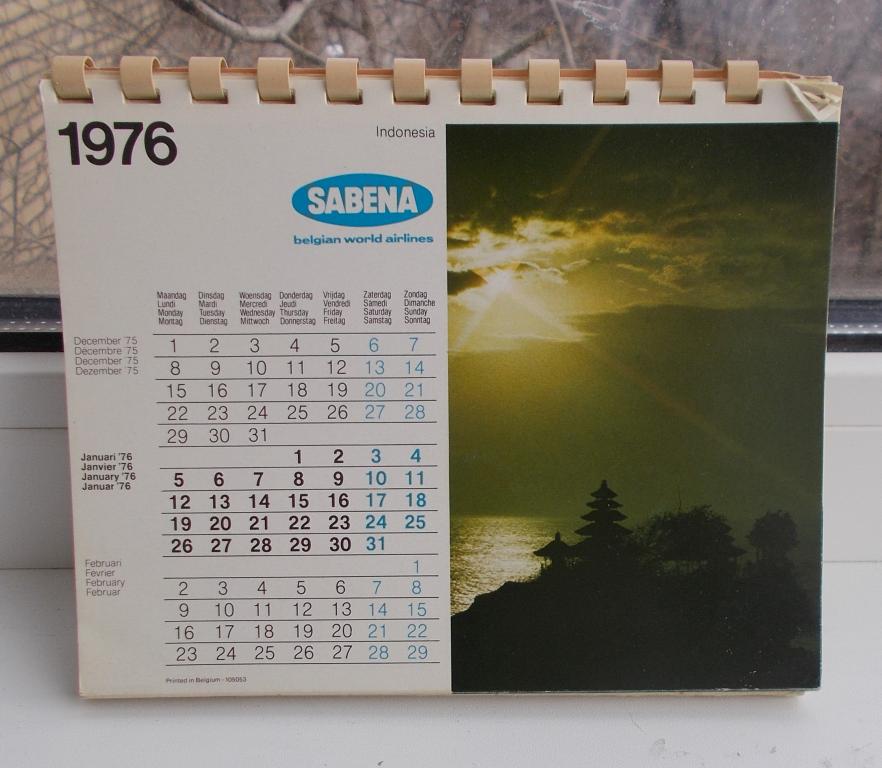 1976
Indonesia
SABENA
belgian world airlines
Maandag Dinsdag Woensdag Donderdag Vrijdag Zaterdag Zondag
Lundi Mardi Mercredi Jeudi Vendredi Samedi Dimanche
Monday Tuesday Wednesday Thursday Friday Saturday Sunday
Montag Dienstag Mittwoch Donnerstag Freitag Samstag Sonntag
December '75
Décembre '75
December '75
Dezember '75
1 2 3 4 5 6 7
8 9 10 11 12 13 14
15 16 17 18 19 20 21
22 23 24 25 26 27 28
29 30 31
Januari '76
Janvier '76
January '76
Januar '76
1 2 3 4
5 6 7 8 9 10 11
12 13 14 15 16 17 18
19 20 21 22 23 24 25
26 27 28 29 30 31
Februari
Février
February
Februar
1
2 3 4 5 6 7 8
9 10 11 12 13 14 15
16 17 18 19 20 21 22
23 24 25 26 27 28 29
Printed in Belgium - 105053